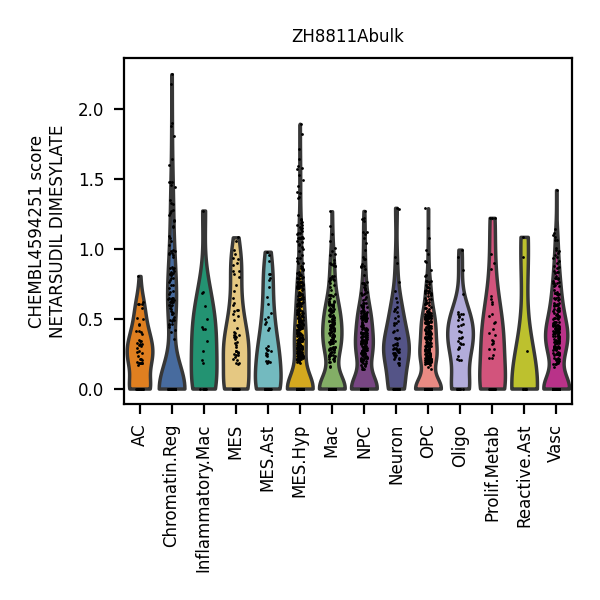 ZH8811Abulk
CHEMBL4594251 score
NETARSUDIL DIMESYLATE
2.0
1.5
1.0
0.5
0.0
AC
Chromatin.Reg
Inflammatory.Mac
MES
MES.Ast
MES.Hyp
Mac
NPC
Neuron
OPC
Oligo
Prolif.Metab
Reactive.Ast
Vasc